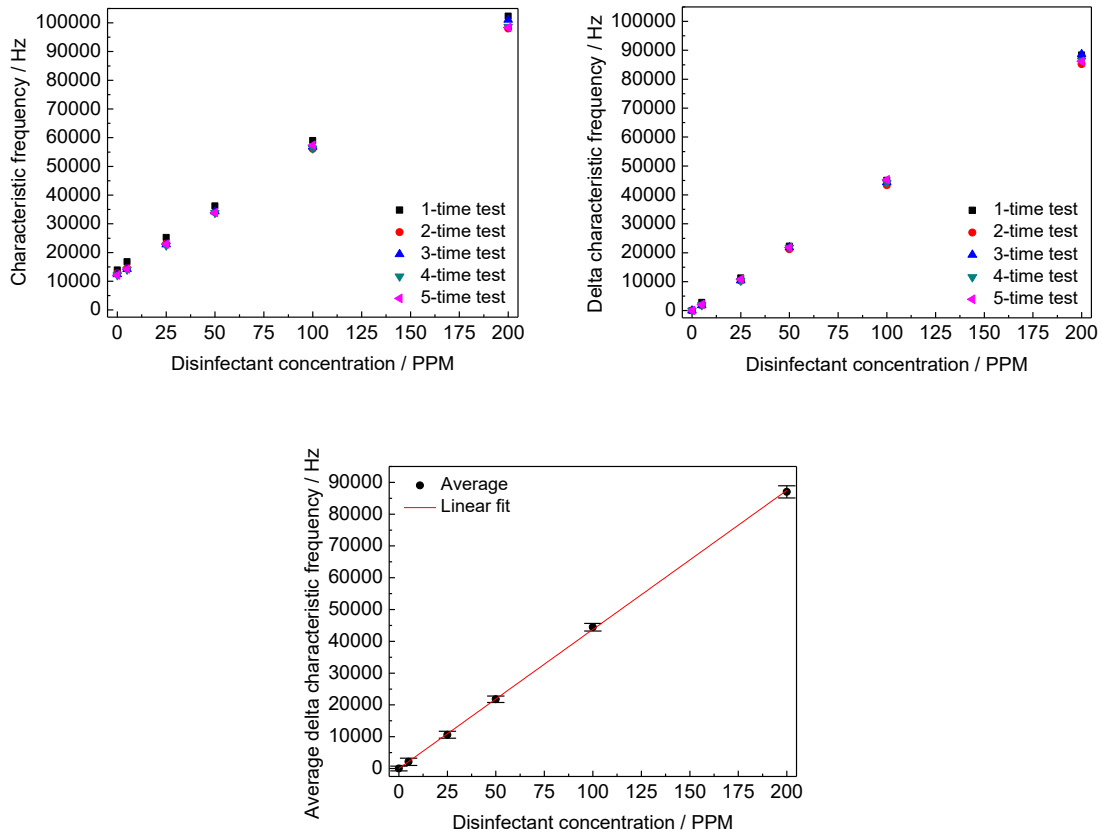 Characteristic frequency / Hz
100000
90000
80000
70000
60000
50000
40000
30000
20000
10000
0
1-time test
2-time test
3-time test
4-time test
5-time test
0 25 50 75 100 125 150 175 200
Disinfectant concentration / PPM
Delta characteristic frequency / Hz
100000
90000
80000
70000
60000
50000
40000
30000
20000
10000
0
1-time test
2-time test
3-time test
4-time test
5-time test
0 25 50 75 100 125 150 175 200
Disinfectant concentration / PPM
Average delta characteristic frequency / Hz
90000
80000
70000
60000
50000
40000
30000
20000
10000
0
Average
Linear fit
0 25 50 75 100 125 150 175 200
Disinfectant concentration / PPM